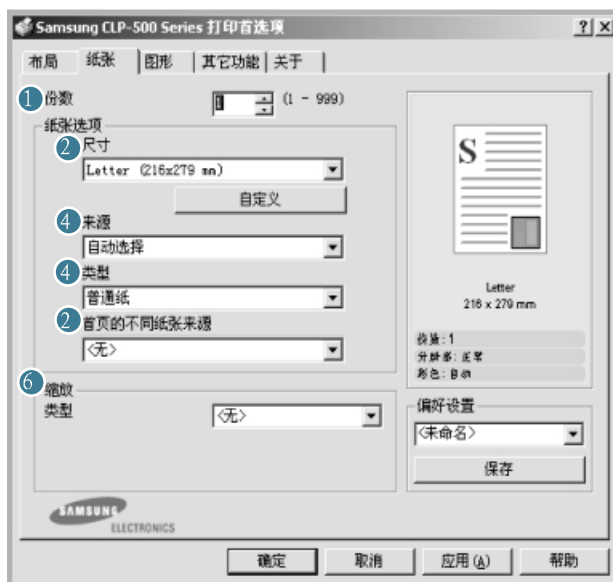 Samsung CLP-500 Series 打印首选项
布局 纸张 图形 其它功能 关于
1 份数 1 (1 - 999)
纸张选项
2 尺寸
Letter (216x279 mm)
自定义
4 来源
自动选择
4 类型
普通纸
2 首页的不同纸张来源
<无>
6 缩放
类型 <无>
S
Letter
216 x 279 mm
份数:1
分辨率:正常
彩色:自动
偏好设置
<未命名>
保存
SAMSUNG
ELECTRONICS
确定 取消 应用(A) 帮助